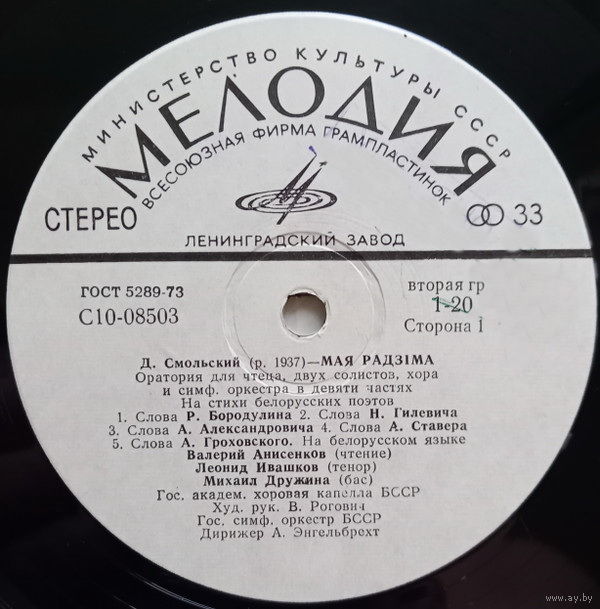 МИНИСТЕРСТВО КУЛЬТУРЫ СССР
МЕЛОДИЯ
ВСЕСОЮЗНАЯ ФИРМА ГРАМПЛАСТИНОК
СТЕРЕО
33
ЛЕНИНГРАДСКИЙ ЗАВОД
ГОСТ 5289-73
С10-08503
вторая гр
1-20
Сторона 1
Д. Смольский (р. 1937)—МАЯ РАДЗІМА
Оратория для чтеца, двух солистов, хора
и симф. оркестра в девяти частях
На стихи белорусских поэтов
1. Слова Р. Бородулина 2. Слова Н. Гилевича
3. Слова А. Александровича 4. Слова А. Ставера
5. Слова А. Гроховского. На белорусском языке
Валерий Анисенков (чтение)
Леонид Ивашков (тенор)
Михаил Дружина (бас)
Гос. академ. хоровая капелла БССР
Худ. рук. В. Рогович
Гос. симф. оркестр БССР
Дирижер А. Энгельбрехт
www.ay.by